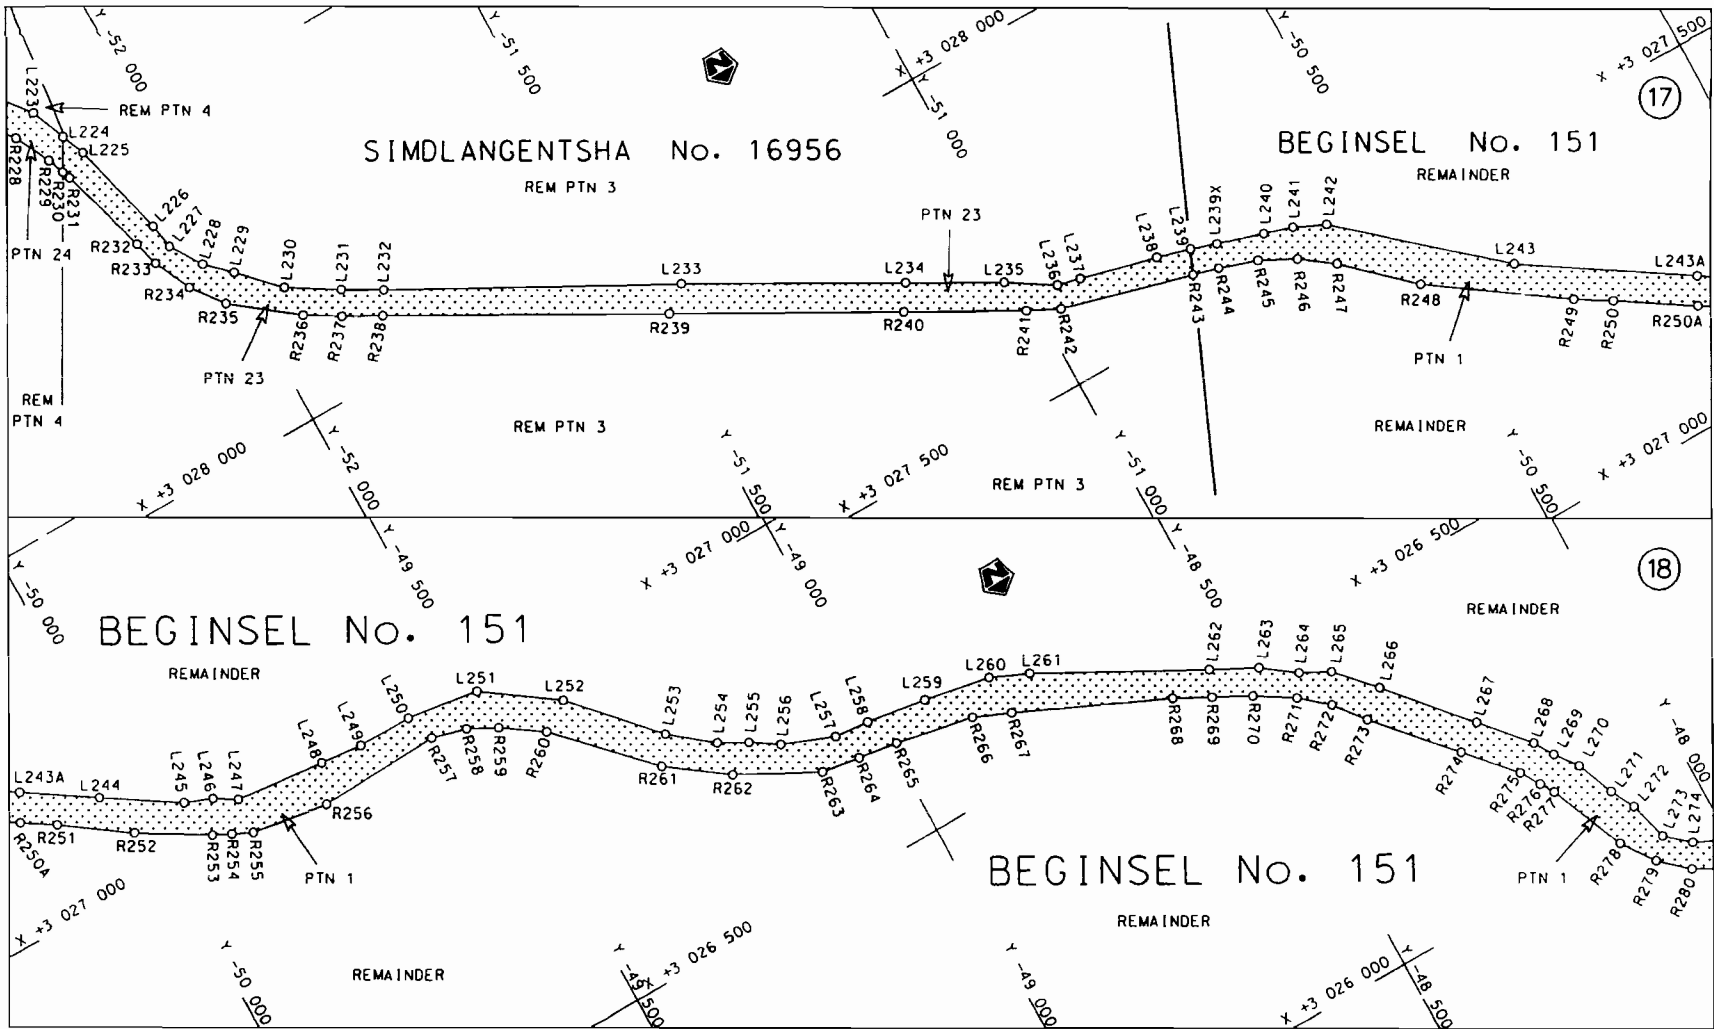 Y -52 000
Y -51 500
X +3 028 000
Y -51 000
Y -50 500
X +3 027 500
17
L223
REM PTN 4
L224
L225
SIMDLANGENTSHA No. 16956
REM PTN 3
BEGINSEL No. 151
REMAINDER
R228
R229
R230
R231
L226
L227
L228
L229
L230
L231
L232
L233
L234
L235
L236
L237
L238
L239
L239X
L240
L241
L242
L243
L243A
PTN 23
PTN 24
R232
R233
R234
R235
R236
R237
R238
R239
R240
R241
R242
R243
R244
R245
R246
R247
R248
R249
R250
R250A
PTN 23
PTN 1
REM
PTN 4
REM PTN 3
REMAINDER
X +3 028 000
Y -52 000
Y -51 500
X +3 027 500
REM PTN 3
Y -51 000
Y -50 500
X +3 027 000
18
Y -50 000
Y -49 500
X +3 027 000
Y -49 000
Y -48 500
X +3 026 500
REMAINDER
BEGINSEL No. 151
REMAINDER
L243A
L244
L245
L246
L247
L248
L249
L250
L251
L252
L253
L254
L255
L256
L257
L258
L259
L260
L261
L262
L263
L264
L265
L266
L267
L268
L269
L270
L271
L272
L273
L274
Y -48 000
R250A
R251
R252
R253
R254
R255
R256
R257
R258
R259
R260
R261
R262
R263
R264
R265
R266
R267
R268
R269
R270
R271
R272
R273
R274
R275
R276
R277
R278
R279
R280
PTN 1
PTN 1
BEGINSEL No. 151
REMAINDER
X +3 027 000
Y -50 000
REMAINDER
Y -49 500
X +3 026 500
Y -49 000
X +3 026 000
Y -48 500